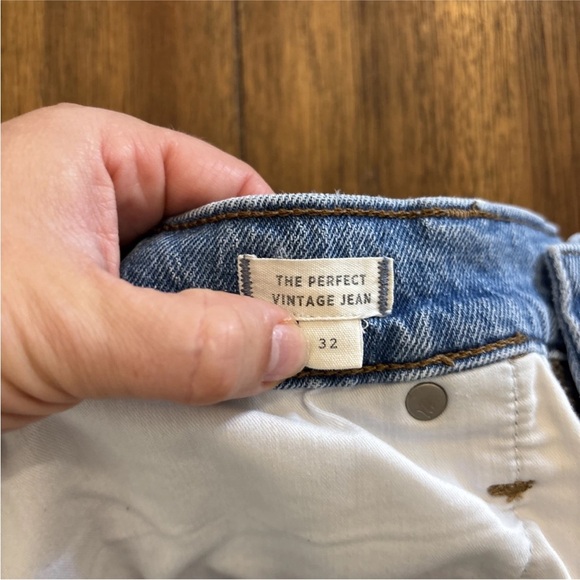 THE PERFECT
VINTAGE JEAN
32